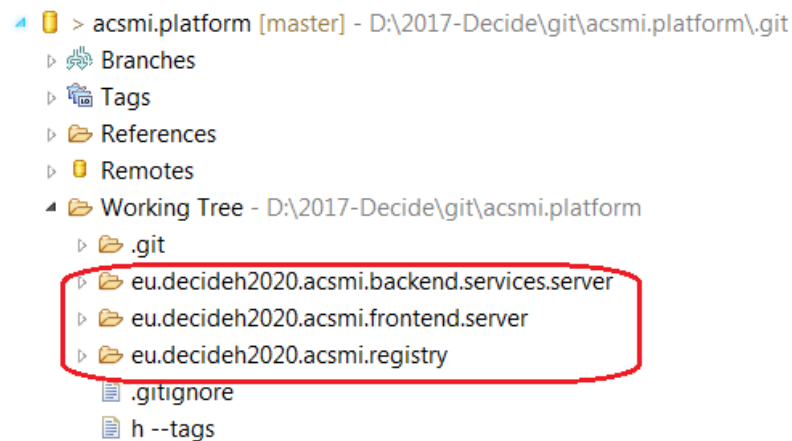 > acsmi.platform [master] - D:\2017-Decide\git\acsmi.platform\.git
Branches
Tags
References
Remotes
Working Tree - D:\2017-Decide\git\acsmi.platform
.git
eu.decideh2020.acsmi.backend.services.server
eu.decideh2020.acsmi.frontend.server
eu.decideh2020.acsmi.registry
.gitignore
h --tags